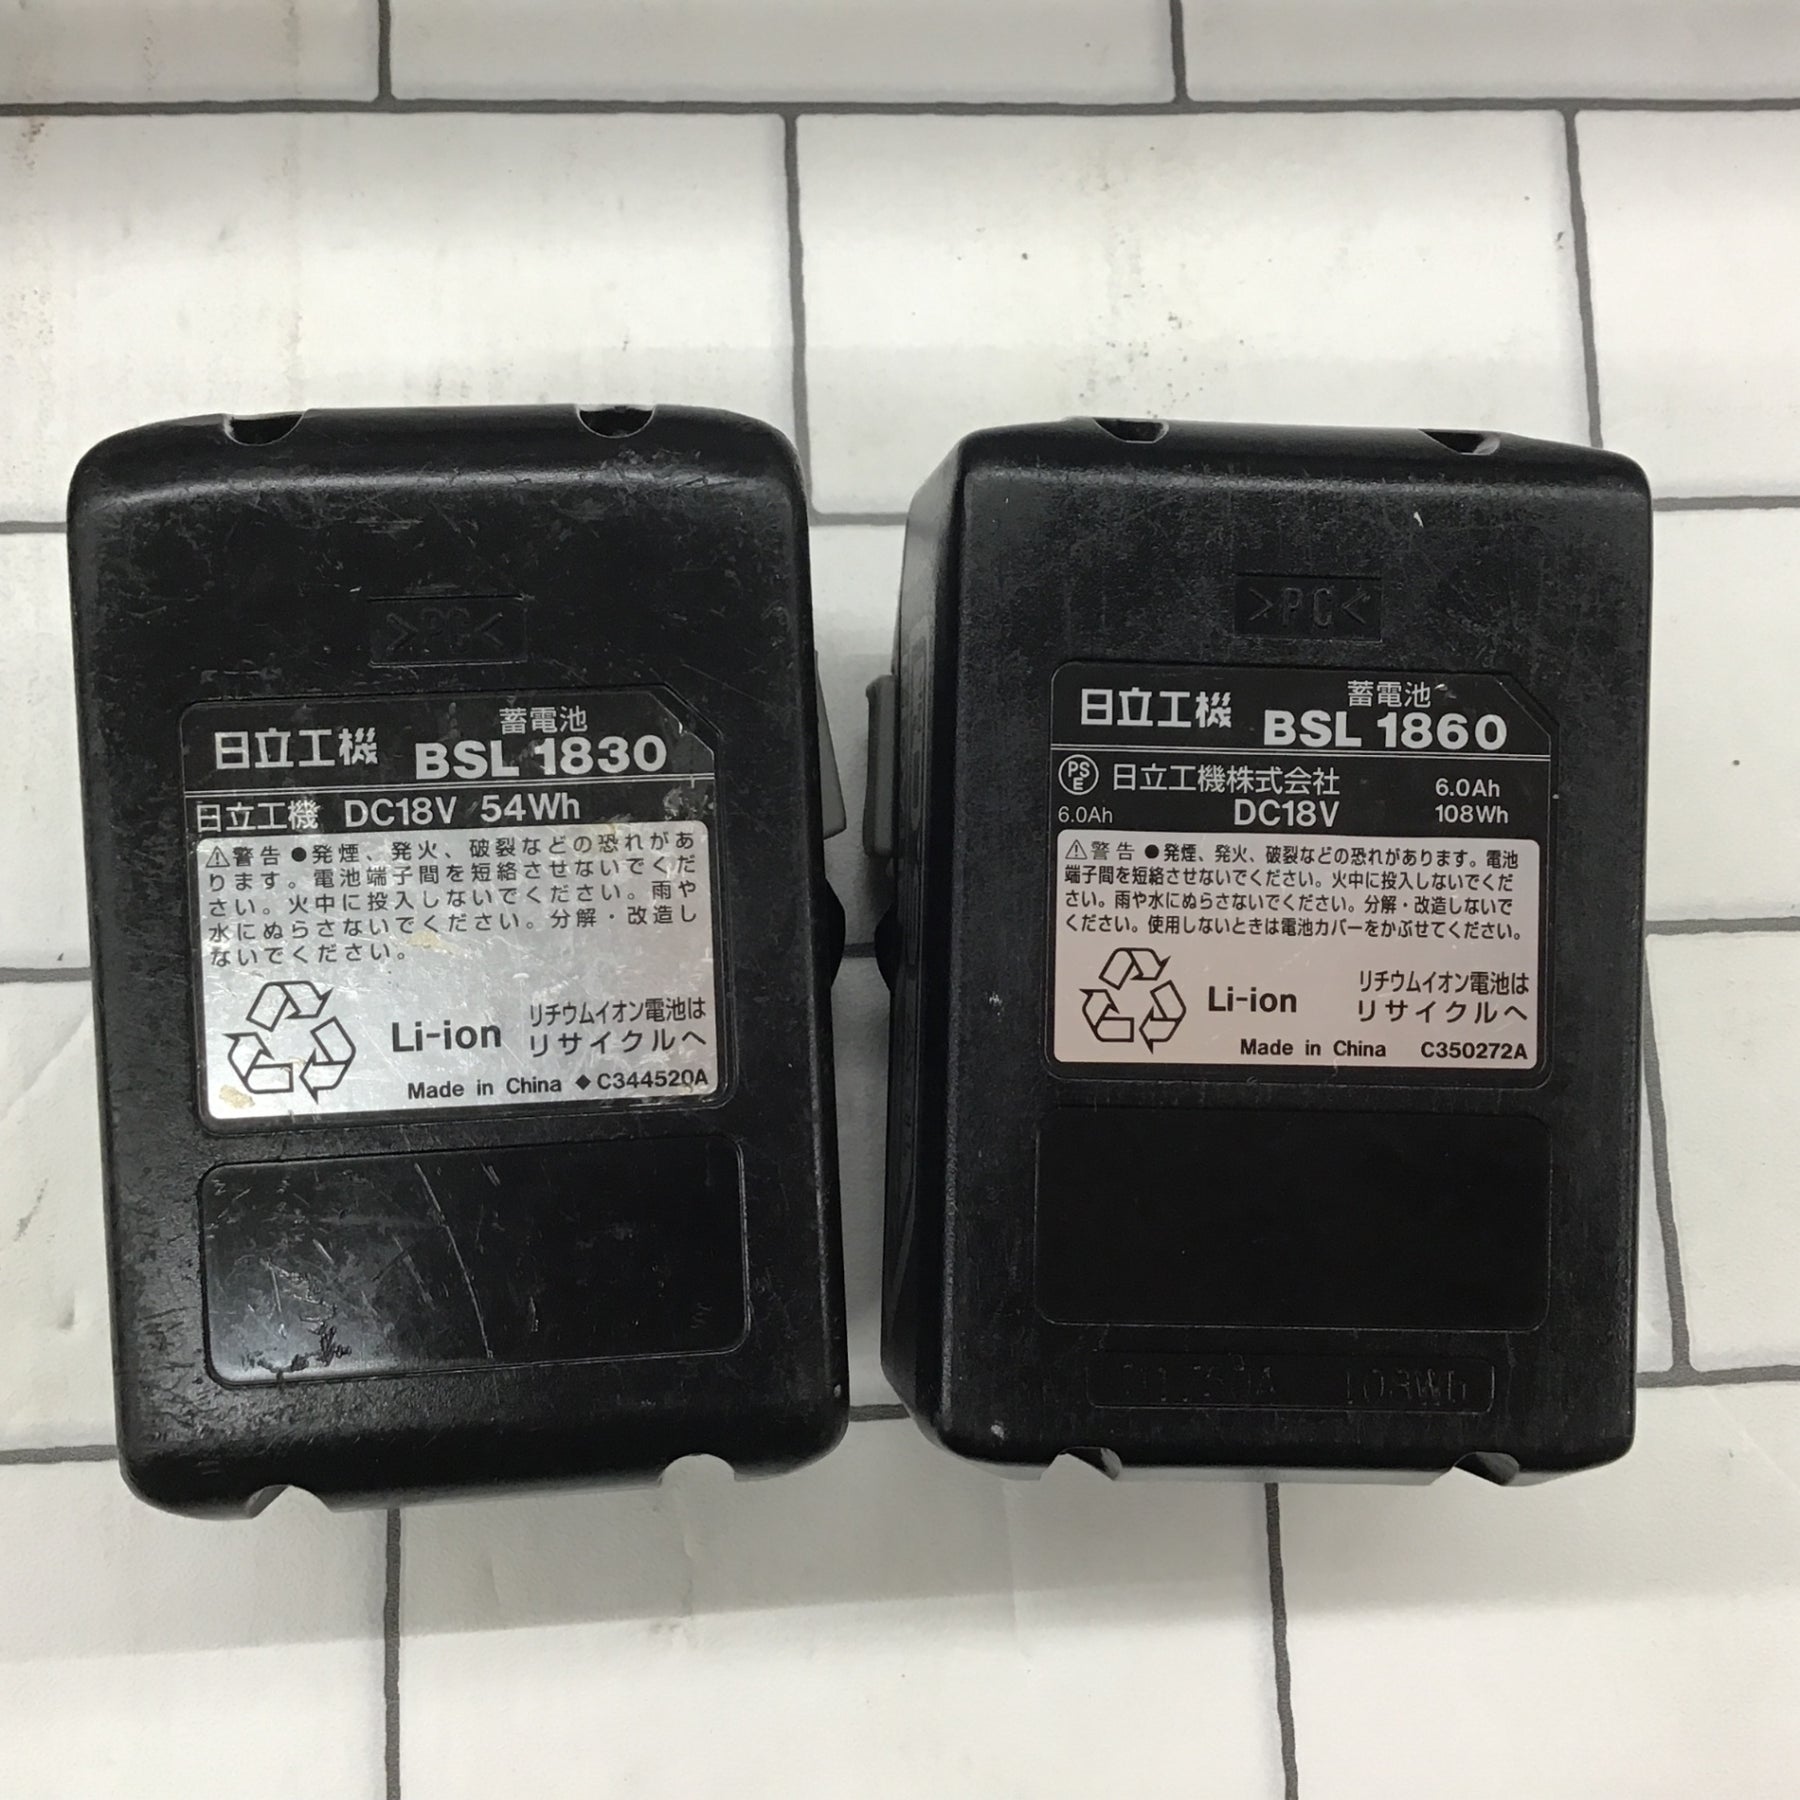 >PC<
日立工機
蓄電池
BSL 1830
日立工機 DC18V 54Wh
⚠警告 ●発煙、発火、破裂などの恐れがあ
ります。電池端子間を短絡させないでくだ
さい。火中に投入しないでください。雨や
水にぬらさないでください。分解・改造し
ないでください。
Li-ion
リチウムイオン電池は
リサイクルへ
Made in China ◆C344520A
>PC<
日立工機
蓄電池
BSL 1860
PSE 日立工機株式会社 6.0Ah
6.0Ah DC18V 108Wh
⚠警告 ●発煙、発火、破裂などの恐れがあります。電池
端子間を短絡させないでください。火中に投入しないでくだ
さい。雨や水にぬらさないでください。分解・改造しないで
ください。使用しないときは電池カバーをかぶせてください。
Li-ion
リチウムイオン電池は
リサイクルへ
Made in China C350272A
108Wh